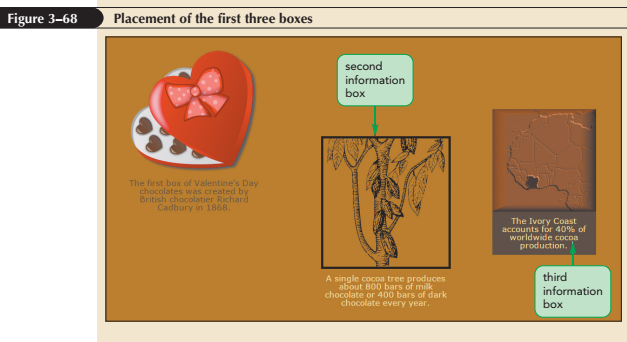 Figure 3–68
Placement of the first three boxes
second
information
box
The first box of Valentine's Day
chocolates was created by
British chocolatier Richard
Cadbury in 1868.
The Ivory Coast
accounts for 40% of
worldwide cocoa
production.
A single cocoa tree produces
about 800 bars of milk
chocolate or 400 bars of dark
chocolate every year.
third
information
box